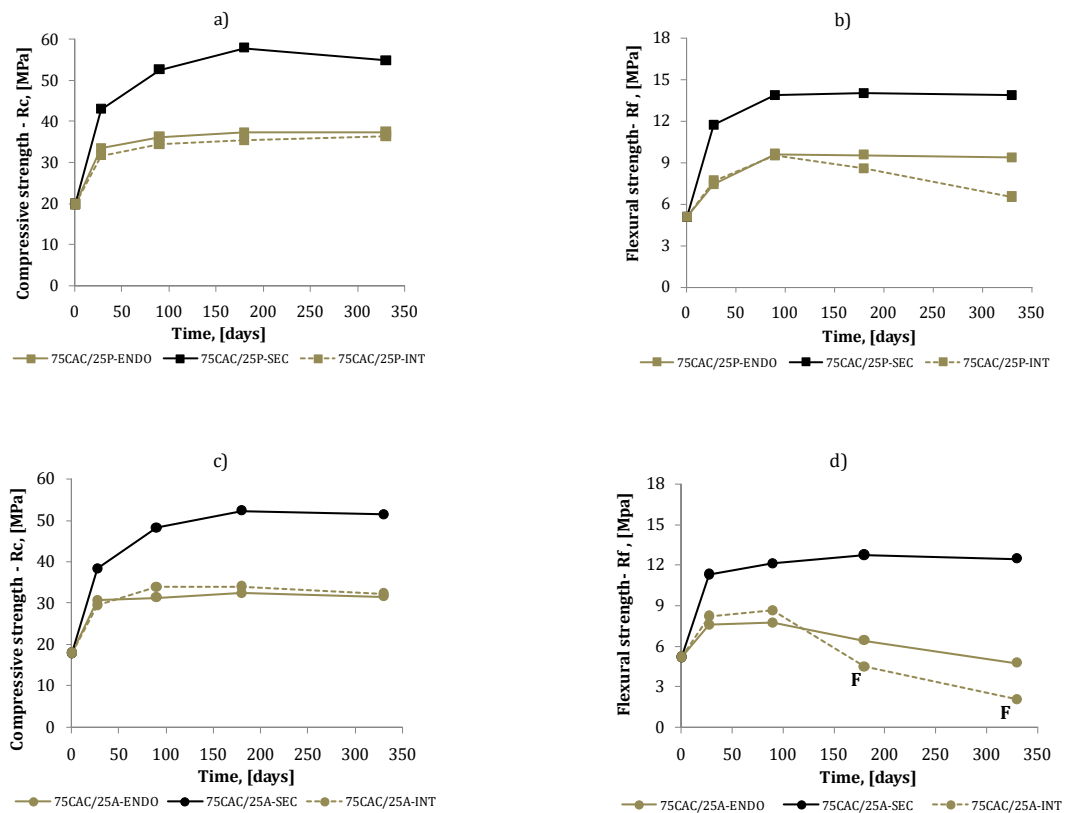 a)
Compressive strength - Rc, [MPa]
60
50
40
30
20
10
0
0 50 100 150 200 250 300 350
Time, [days]
75CAC/25P-ENDO 75CAC/25P-SEC 75CAC/25P-INT
b)
Flexural strength- Rf , [MPa]
18
15
12
9
6
3
0
0 50 100 150 200 250 300 350
Time, [days]
75CAC/25P-ENDO 75CAC/25P-SEC 75CAC/25P-INT
c)
Compressive strength - Rc, [MPa]
60
50
40
30
20
10
0
0 50 100 150 200 250 300 350
Time, [days]
75CAC/25A-ENDO 75CAC/25A-SEC 75CAC/25A-INT
d)
Flexural strength- Rf , [Mpa]
18
15
12
9
6
3
0
F
F
0 50 100 150 200 250 300 350
Time, [days]
75CAC/25A-ENDO 75CAC/25A-SEC 75CAC/25A-INT